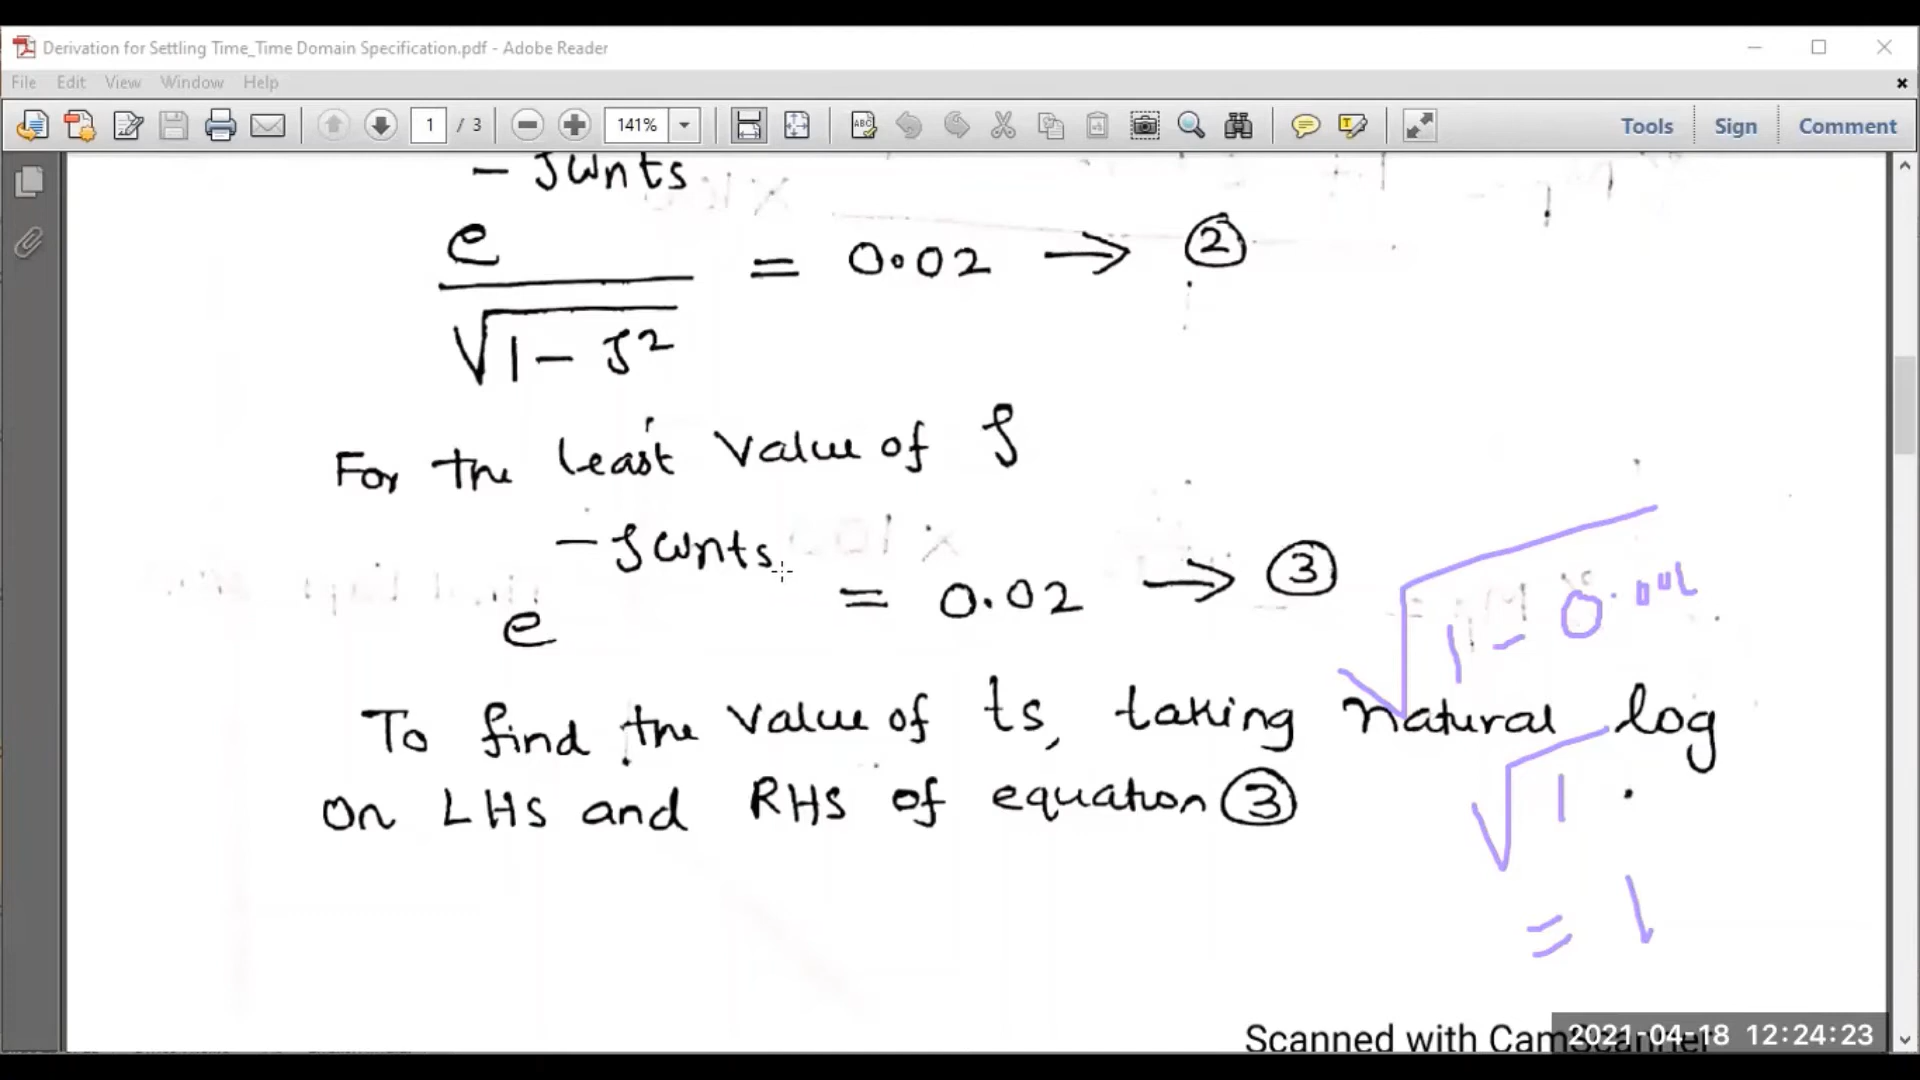 Derivation for Settling Time_Time Domain Specification.pdf - Adobe Reader
File Edit View Window Help
1 / 3 141% Tools Sign Comment
- ζωnts
e
= 0.02 → ②
√1 - ζ2
For the least value of ζ
- ζωnts
e = 0.02 → ③
√1 - 0.002
To find the value of ts, taking natural log
on LHS and RHS of equation ③
√1
= 1
Scanned with CamScanner
2021-04-18 12:24:23